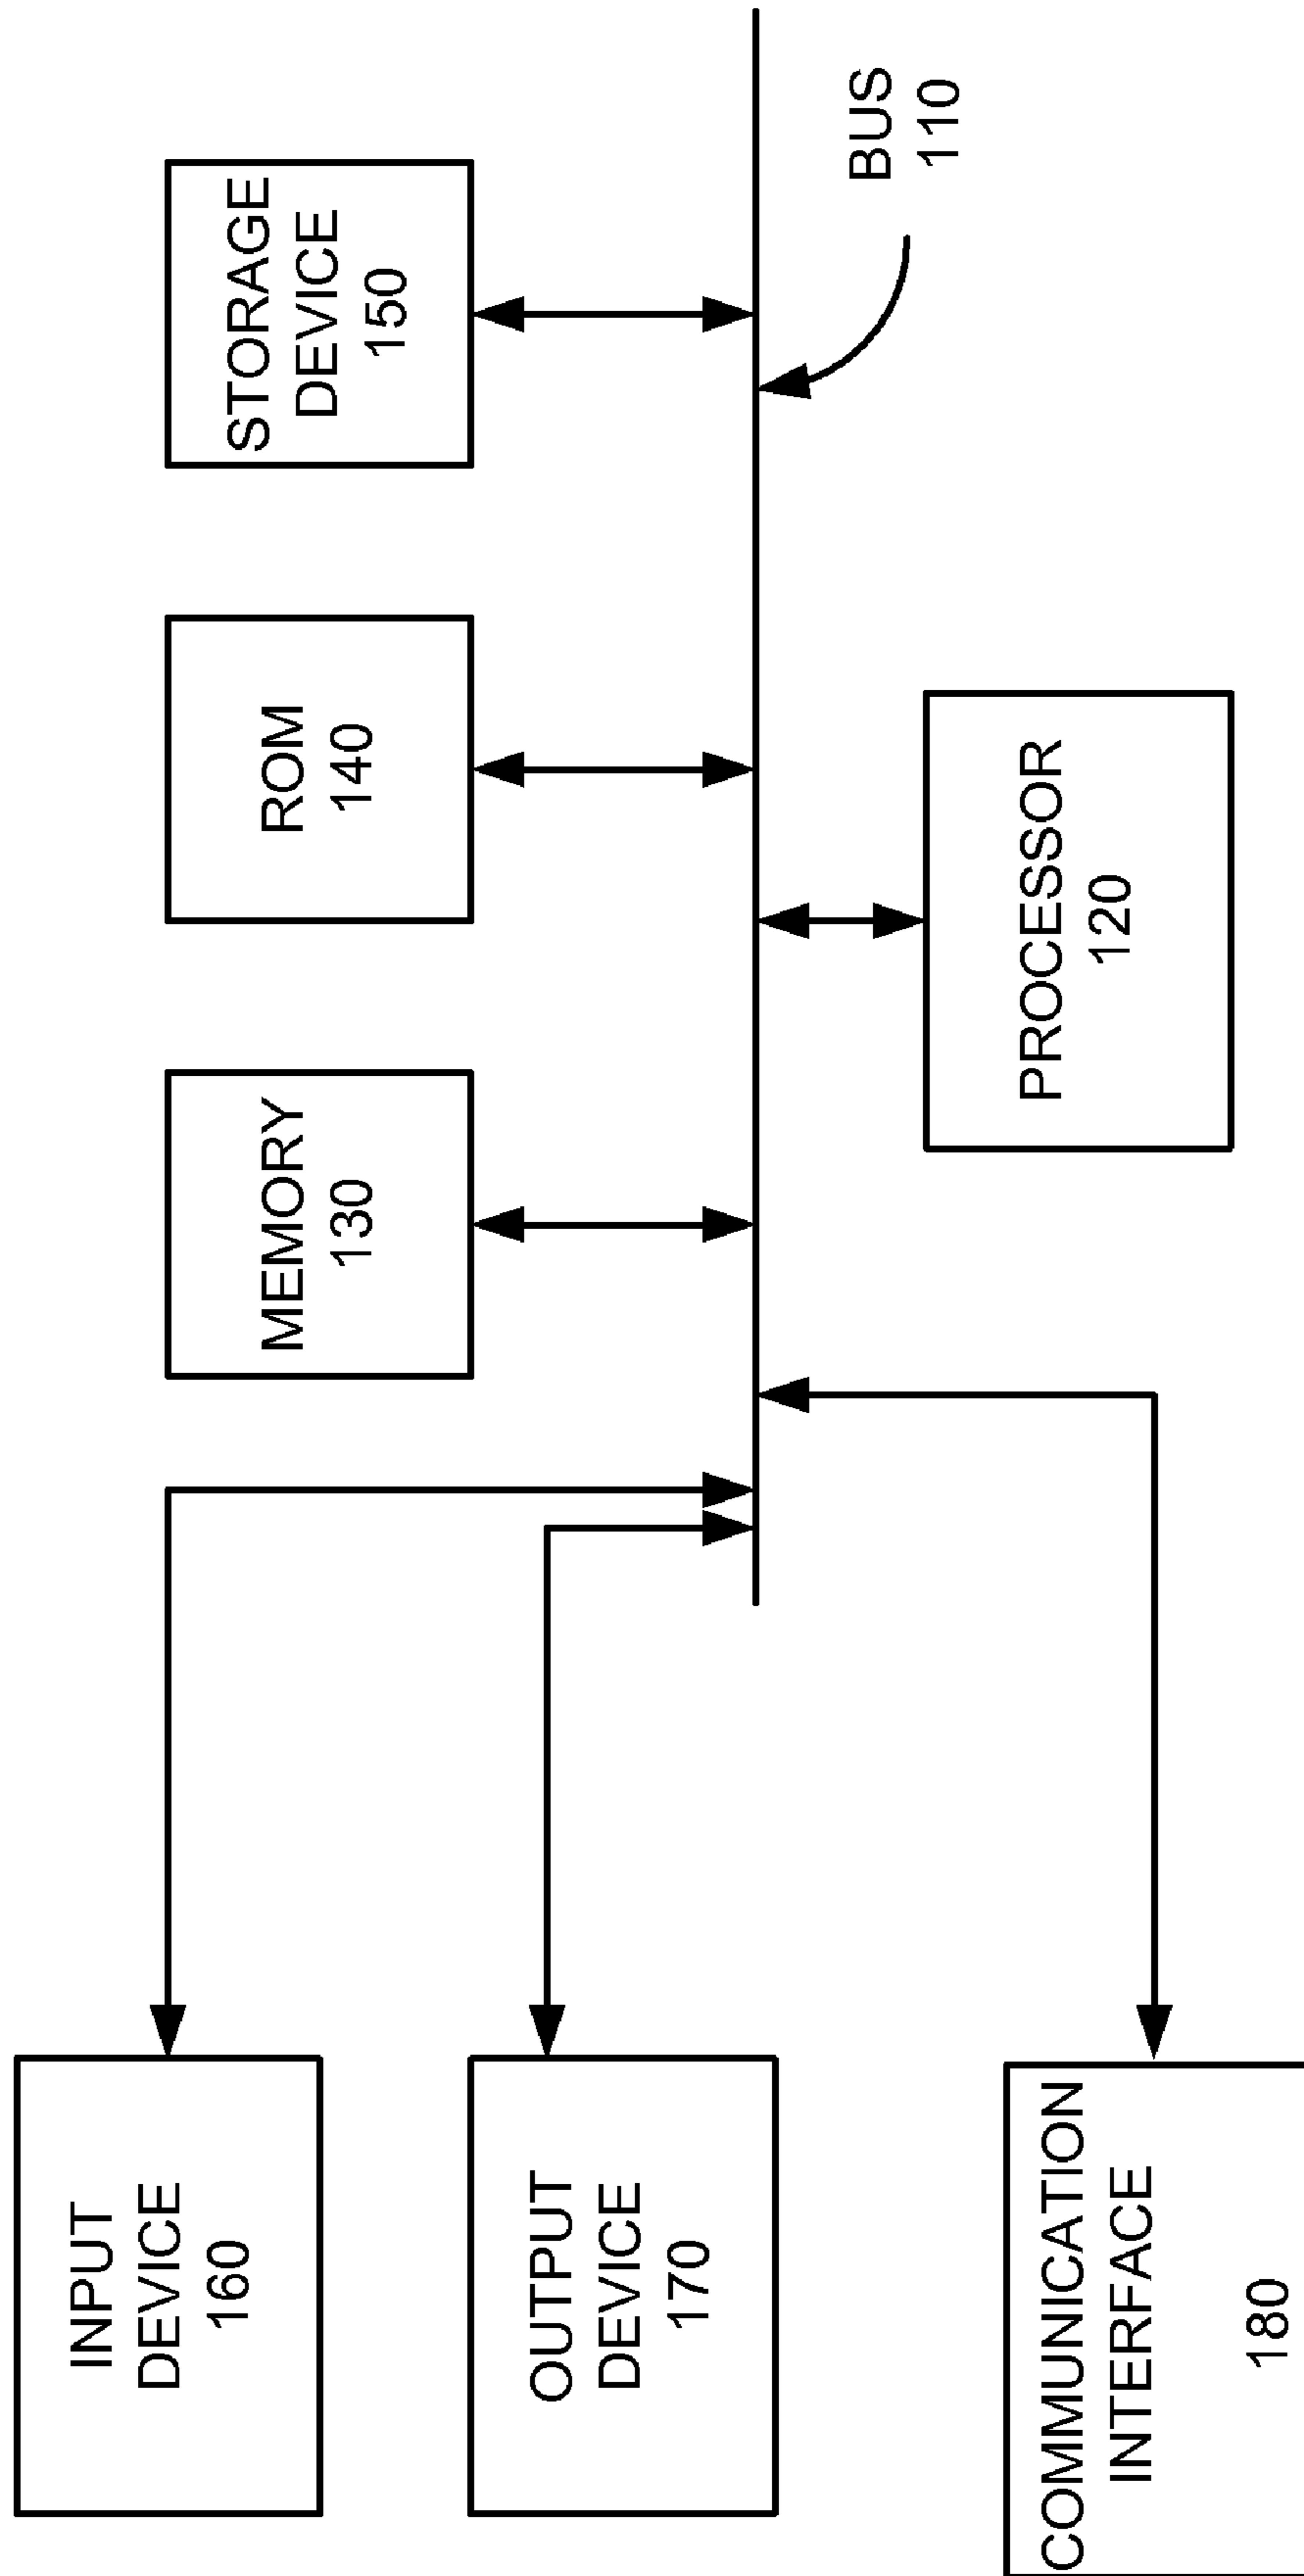 INPUT
DEVICE
160
MEMORY
130
ROM
140
STORAGE
DEVICE
150
OUTPUT
DEVICE
170
BUS
110
PROCESSOR
120
COMMUNICATION
INTERFACE
180